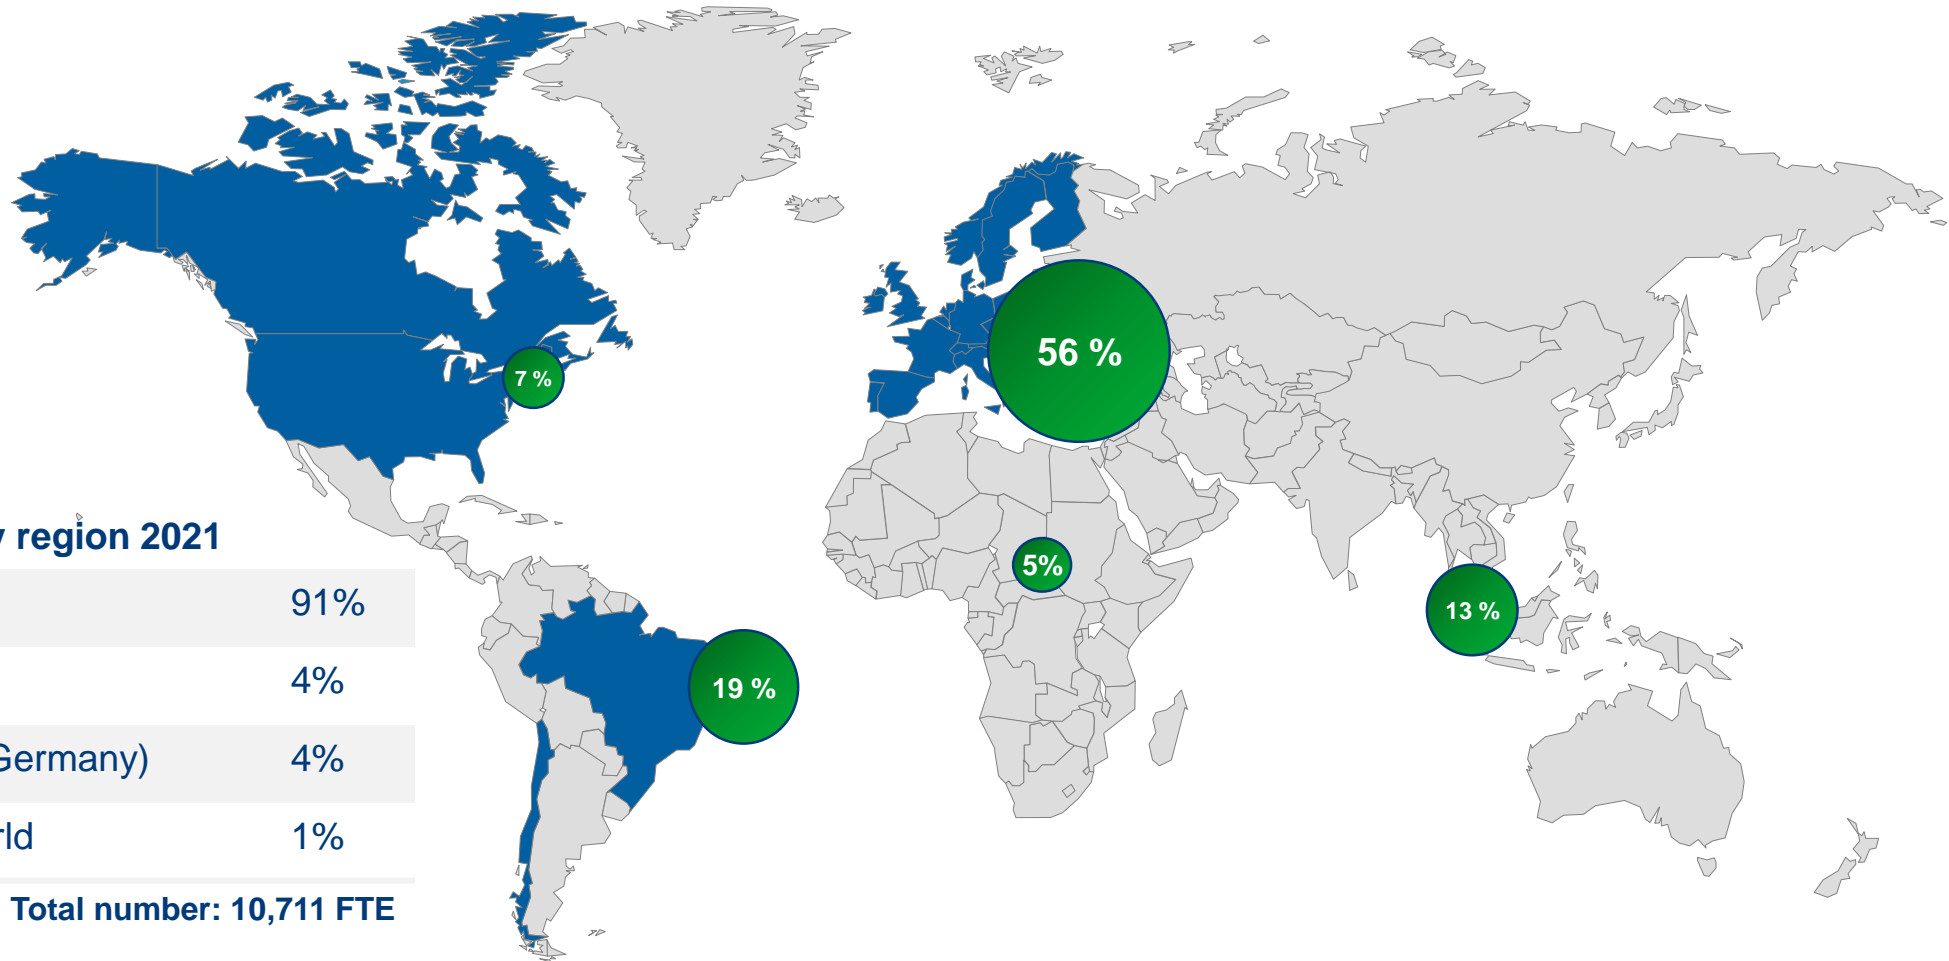 7 %
56 %
5%
13 %
19 %
region 2021
91%
4%
Germany) 4%
1%
Total number: 10,711 FTE